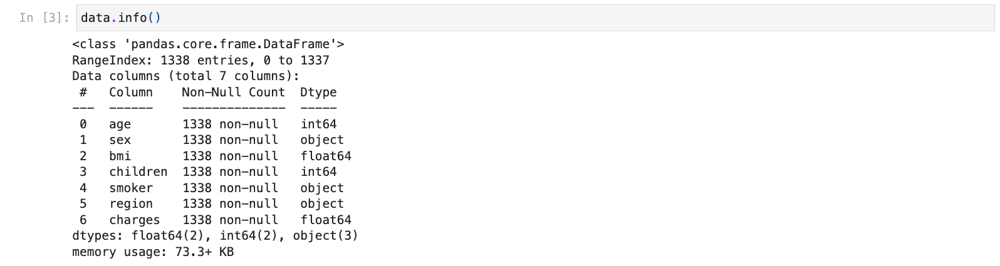 In [3]: data.info()
<class 'pandas.core.frame.DataFrame'>
RangeIndex: 1338 entries, 0 to 1337
Data columns (total 7 columns):
 #   Column    Non-Null Count  Dtype
---  ------    --------------  -----
 0   age       1338 non-null   int64
 1   sex       1338 non-null   object
 2   bmi       1338 non-null   float64
 3   children  1338 non-null   int64
 4   smoker    1338 non-null   object
 5   region    1338 non-null   object
 6   charges   1338 non-null   float64
dtypes: float64(2), int64(2), object(3)
memory usage: 73.3+ KB